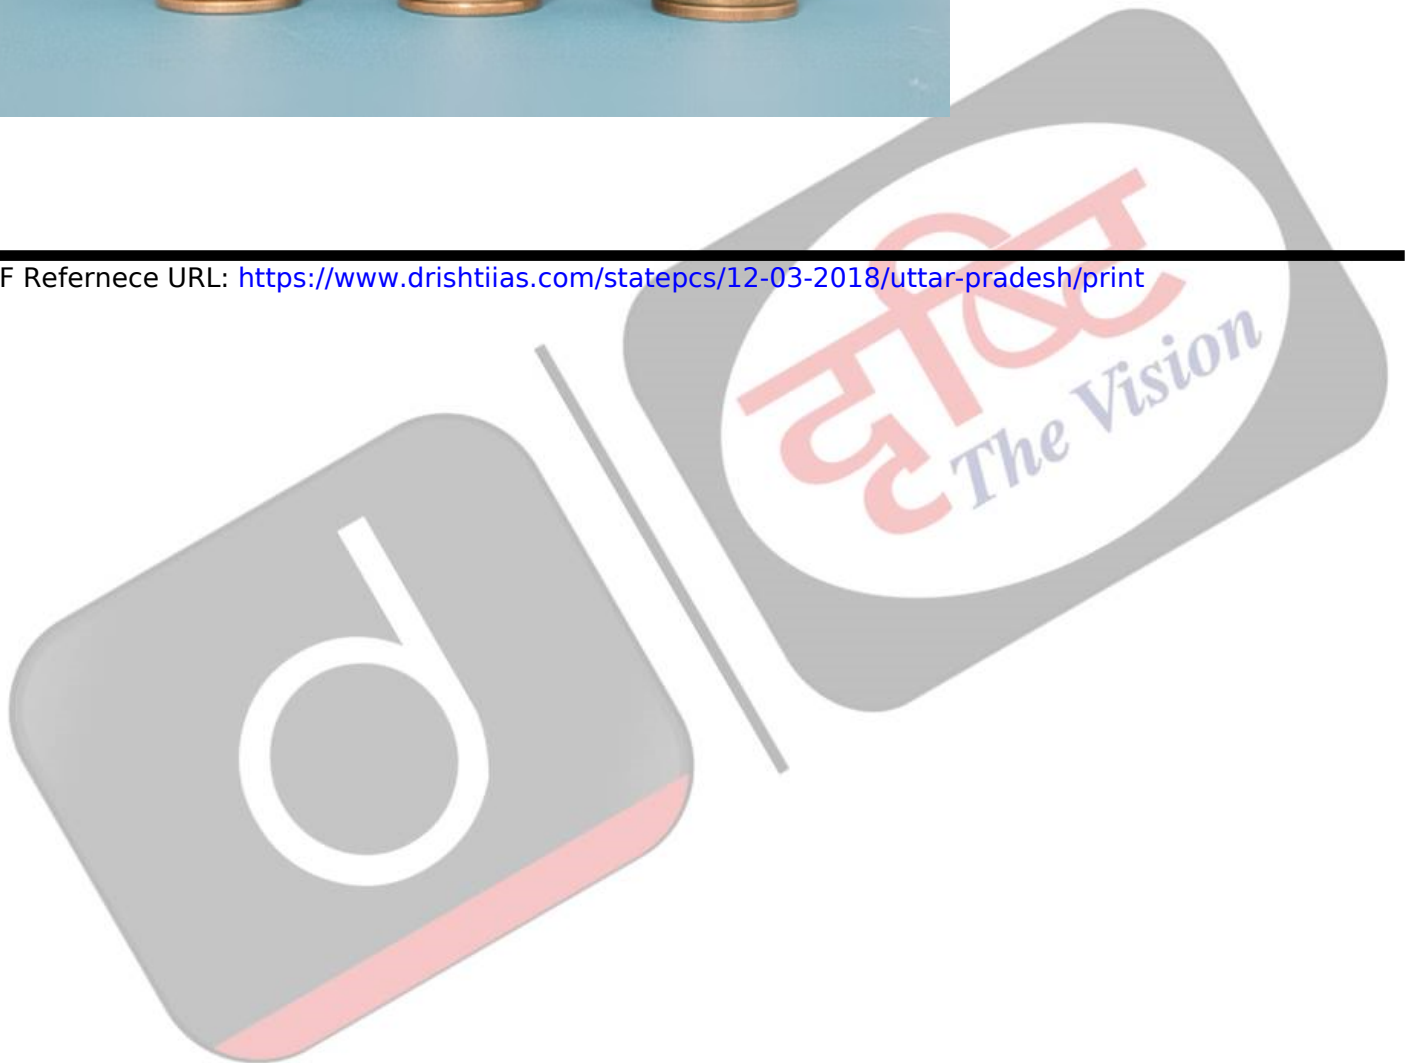 F Refernece URL: https://www.drishtiias.com/statepcs/12-03-2018/uttar-pradesh/print
दृष्टि
The Vision
d